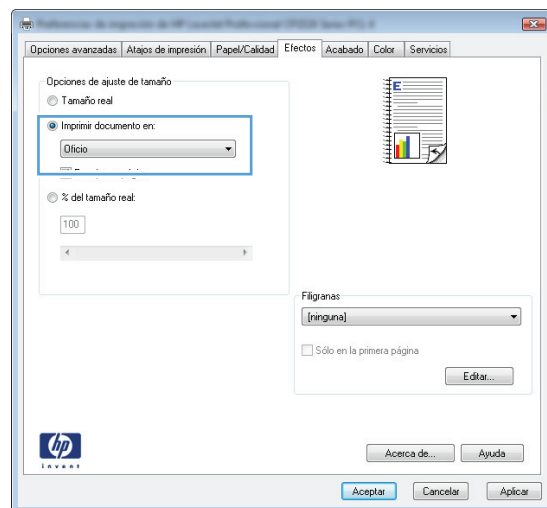 Opciones avanzadas Atajos de impresión Papel/Calidad Efectos Acabado Color Servicios
Opciones de ajuste de tamaño
Tamaño real
Imprimir documento en:
Oficio
% del tamaño real:
100
E
Filigranas
[ninguna]
Sólo en la primera página
Editar...
hp
invent
Acerca de... Ayuda
Aceptar Cancelar Aplicar